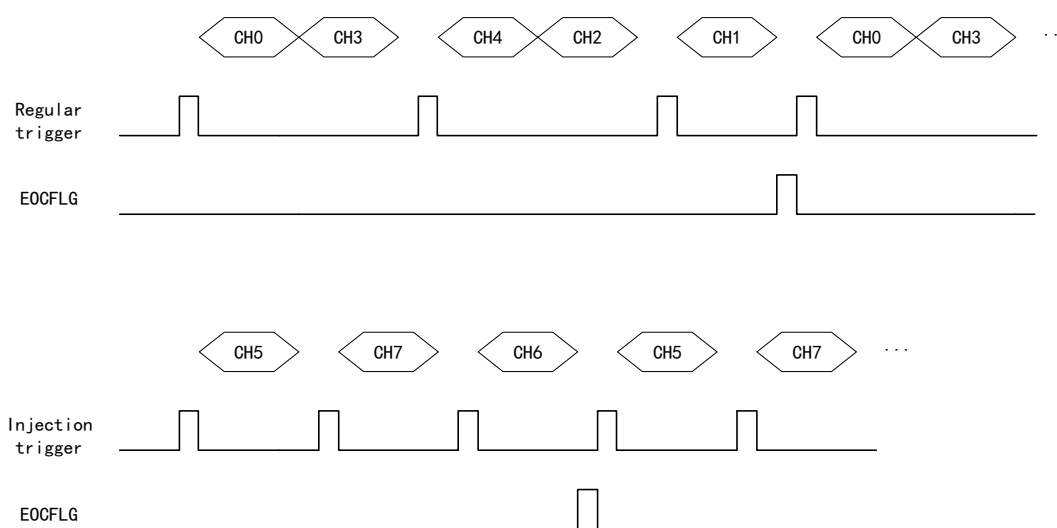 CH0 CH3 CH4 CH2 CH1 CH0 CH3 ..
Regular
trigger
EOCFLG
CH5 CH7 CH6 CH5 CH7 ...
Injection
trigger
EOCFLG